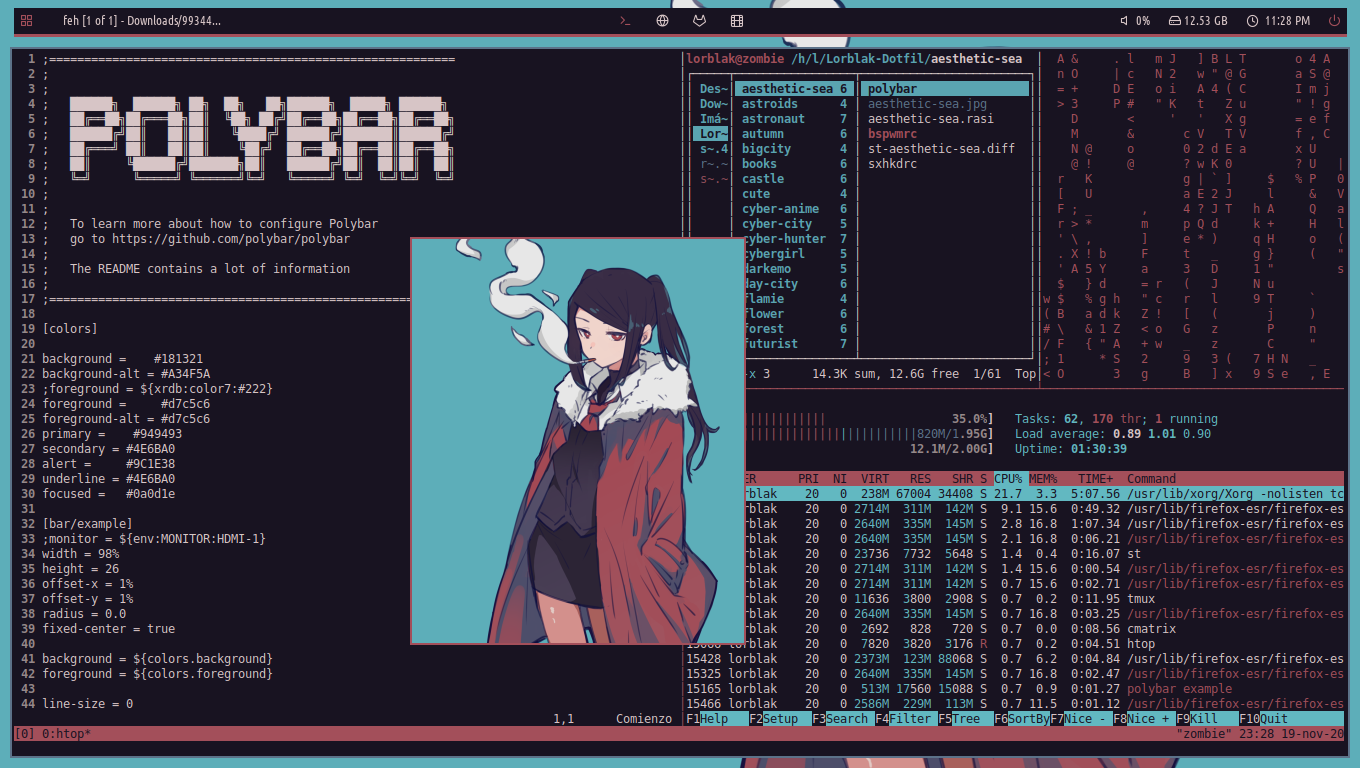 feh [1 of 1] - Downloads/99344...
0% 12.53 GB 11:28 PM
1 ;==========================================================
2 ;
3 ;
4 ;
5 ;
6 ;
7 ;
8 ;
9 ;
POLYBAR
10 ;
11 ;
12 ;   To learn more about how to configure Polybar
13 ;   go to https://github.com/polybar/polybar
14 ;
15 ;   The README contains a lot of information
16 ;
17 ;=====================================================
18
19 [colors]
20
21 background =    #181321
22 background-alt = #A34F5A
23 ;foreground = ${xrdb:color7:#222}
24 foreground =     #d7c5c6
25 foreground-alt = #d7c5c6
26 primary =    #949493
27 secondary = #4E6BA0
28 alert =     #9C1E38
29 underline = #4E6BA0
30 focused =   #0a0d1e
31
32 [bar/example]
33 ;monitor = ${env:MONITOR:HDMI-1}
34 width = 98%
35 height = 26
36 offset-x = 1%
37 offset-y = 1%
38 radius = 0.0
39 fixed-center = true
40
41 background = ${colors.background}
42 foreground = ${colors.foreground}
43
44 line-size = 0
1,1      Comienzo
lorblak@zombie /h/l/Lorblak-Dotfil/aesthetic-sea
Des~ aesthetic-sea 6 polybar
Dow~ astroids 4 aesthetic-sea.jpg
Imá~ astronaut 7 aesthetic-sea.rasi
Lor~ autumn 6 bspwmrc
s~.4 bigcity 4 st-aesthetic-sea.diff
r~.~ books 6 sxhkdrc
s~.~ castle 6
cute 4
cyber-anime 6
cyber-city 5
cyber-hunter 7
cybergirl 5
darkemo 5
day-city 6
flamie 4
flower 6
forest 6
futurist 7
-x 3      14.3K sum, 12.6G free  1/61  Top
35.0%] Tasks: 62, 170 thr; 1 running
820M/1.95G] Load average: 0.89 1.01 0.90
12.1M/2.00G] Uptime: 01:30:39
ER PRI NI VIRT RES SHR S CPU% MEM% TIME+ Command
orblak 20 0 238M 67004 34408 S 21.7 3.3 5:07.56 /usr/lib/xorg/Xorg -nolisten tc
orblak 20 0 2714M 311M 142M S 9.1 15.6 0:49.32 /usr/lib/firefox-esr/firefox-es
orblak 20 0 2640M 335M 145M S 2.8 16.8 1:07.34 /usr/lib/firefox-esr/firefox-es
orblak 20 0 2640M 335M 145M S 2.1 16.8 0:06.21 /usr/lib/firefox-esr/firefox-es
orblak 20 0 23736 7732 5648 S 1.4 0.4 0:16.07 st
orblak 20 0 2714M 311M 142M S 1.4 15.6 0:00.54 /usr/lib/firefox-esr/firefox-es
orblak 20 0 2714M 311M 142M S 0.7 15.6 0:02.71 /usr/lib/firefox-esr/firefox-es
orblak 20 0 11636 3800 2908 S 0.7 0.2 0:11.95 tmux
orblak 20 0 2640M 335M 145M S 0.7 16.8 0:03.25 /usr/lib/firefox-esr/firefox-es
orblak 20 0 2692 828 720 S 0.7 0.0 0:08.56 cmatrix
orblak 20 0 7820 3820 3176 R 0.7 0.2 0:04.51 htop
15428 lorblak 20 0 2373M 123M 88068 S 0.7 6.2 0:04.84 /usr/lib/firefox-esr/firefox-es
15325 lorblak 20 0 2640M 335M 145M S 0.7 16.8 0:02.47 /usr/lib/firefox-esr/firefox-es
15165 lorblak 20 0 513M 17560 15088 S 0.7 0.9 0:01.27 polybar example
15466 lorblak 20 0 2586M 229M 113M S 0.7 11.5 0:01.12 /usr/lib/firefox-esr/firefox-es
F1Help F2Setup F3Search F4Filter F5Tree F6SortBy F7Nice - F8Nice + F9Kill F10Quit
[0] 0:htop* "zombie" 23:28 19-nov-20